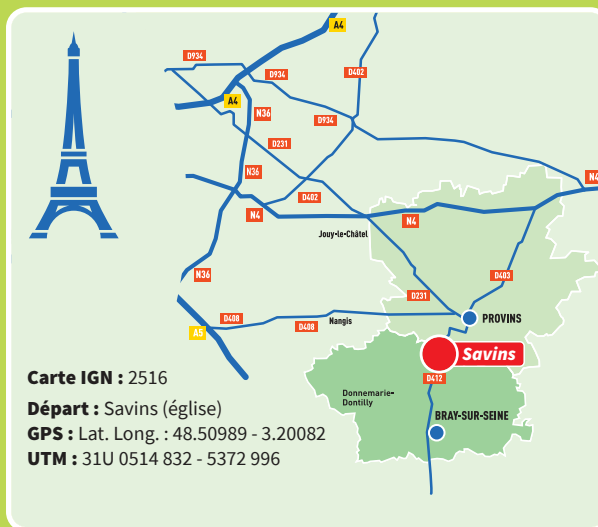 A4
D934
D934
D402
A4
N36
D934
D231
N36
D402
N4
N4
N4
Jouy-le-Châtel
N36
D403
D231
D408
D408
Nangis
A5
PROVINS
Savins
D412
Donnemarie-
Dontilly
BRAY-SUR-SEINE
Carte IGN : 2516
Départ : Savins (église)
GPS : Lat. Long. : 48.50989 - 3.20082
UTM : 31U 0514 832 - 5372 996